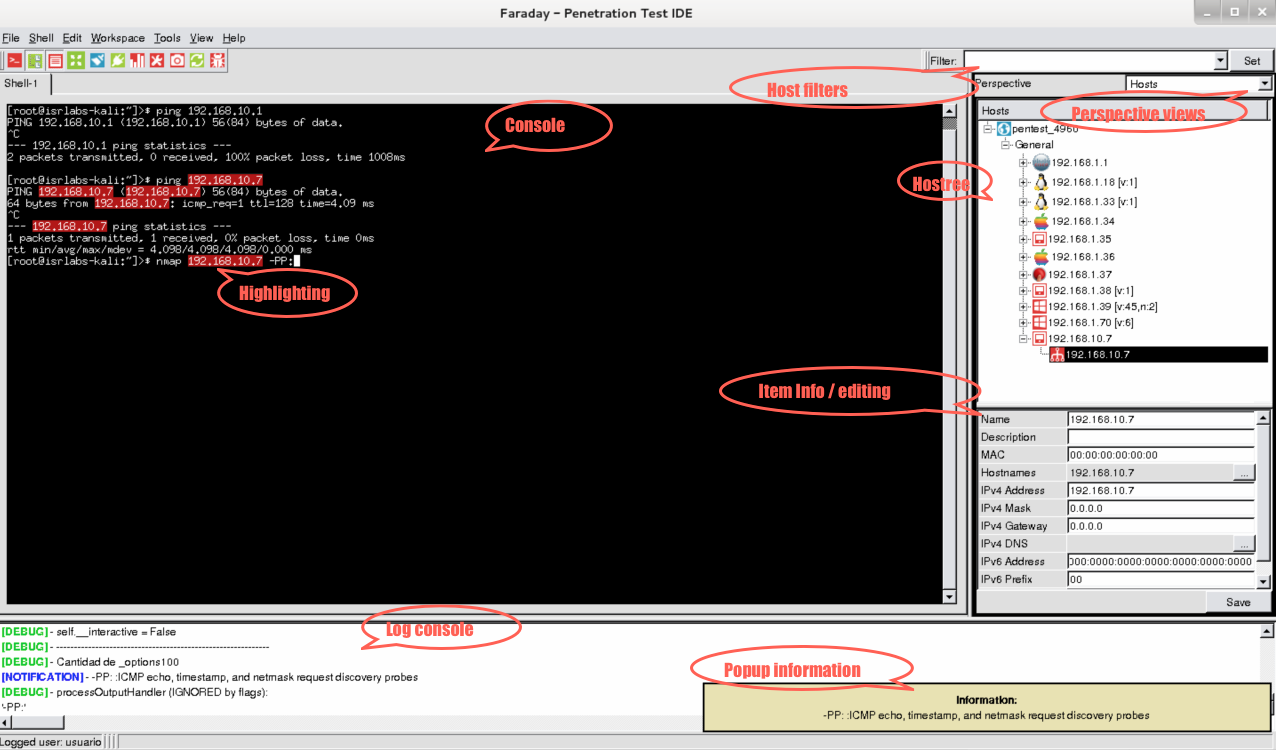 Faraday - Penetration Test IDE
File Shell Edit Workspace Tools View Help
Filter:
Set
Shell-1
Perspective
Hosts
Host filters
Perspective views
Console
Hostree
Highlighting
Item Info / editing
Log console
Popup information
[root@isrlabs-kali:~]># ping 192.168.10.1
PING 192.168.10.1 (192.168.10.1) 56(84) bytes of data.
^C
--- 192.168.10.1 ping statistics ---
2 packets transmitted, 0 received, 100% packet loss, time 1008ms
[root@isrlabs-kali:~]># ping 192.168.10.7
PING 192.168.10.7 (192.168.10.7) 56(84) bytes of data.
64 bytes from 192.168.10.7: icmp_req=1 ttl=128 time=4.09 ms
^C
--- 192.168.10.7 ping statistics ---
1 packets transmitted, 1 received, 0% packet loss, time 0ms
rtt min/avg/max/mdev = 4.098/4.098/4.098/0.000 ms
[root@isrlabs-kali:~]># nmap 192.168.10.7 -PP:
Hosts
pentest_4960
General
192.168.1.1
192.168.1.18 [v:1]
192.168.1.33 [v:1]
192.168.1.34
192.168.1.35
192.168.1.36
192.168.1.37
192.168.1.38 [v:1]
192.168.1.39 [v:45,n:2]
192.168.1.70 [v:6]
192.168.10.7
192.168.10.7
Name 192.168.10.7
Description
MAC 00:00:00:00:00:00
Hostnames 192.168.10.7 ...
IPv4 Address 192.168.10.7
IPv4 Mask 0.0.0.0
IPv4 Gateway 0.0.0.0
IPv4 DNS ...
IPv6 Address 000:0000:0000:0000:0000:0000:0000
IPv6 Prefix 00
Save
[DEBUG] - self.__interactive = False
[DEBUG] - ------------------------------------------------------------
[DEBUG] - Cantidad de _options100
[NOTIFICATION] - -PP: :ICMP echo, timestamp, and netmask request discovery probes
[DEBUG] - processOutputHandler (IGNORED by flags):
'-PP:'
Information:
-PP: :ICMP echo, timestamp, and netmask request discovery probes
Logged user: usuario